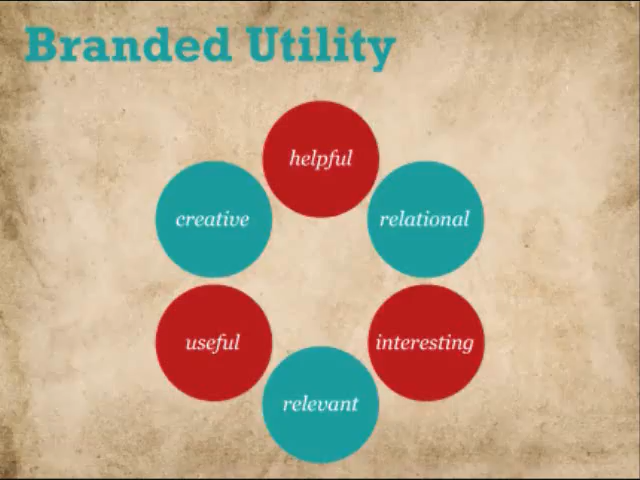 Branded Utility
helpful
creative
relational
useful
interesting
relevant